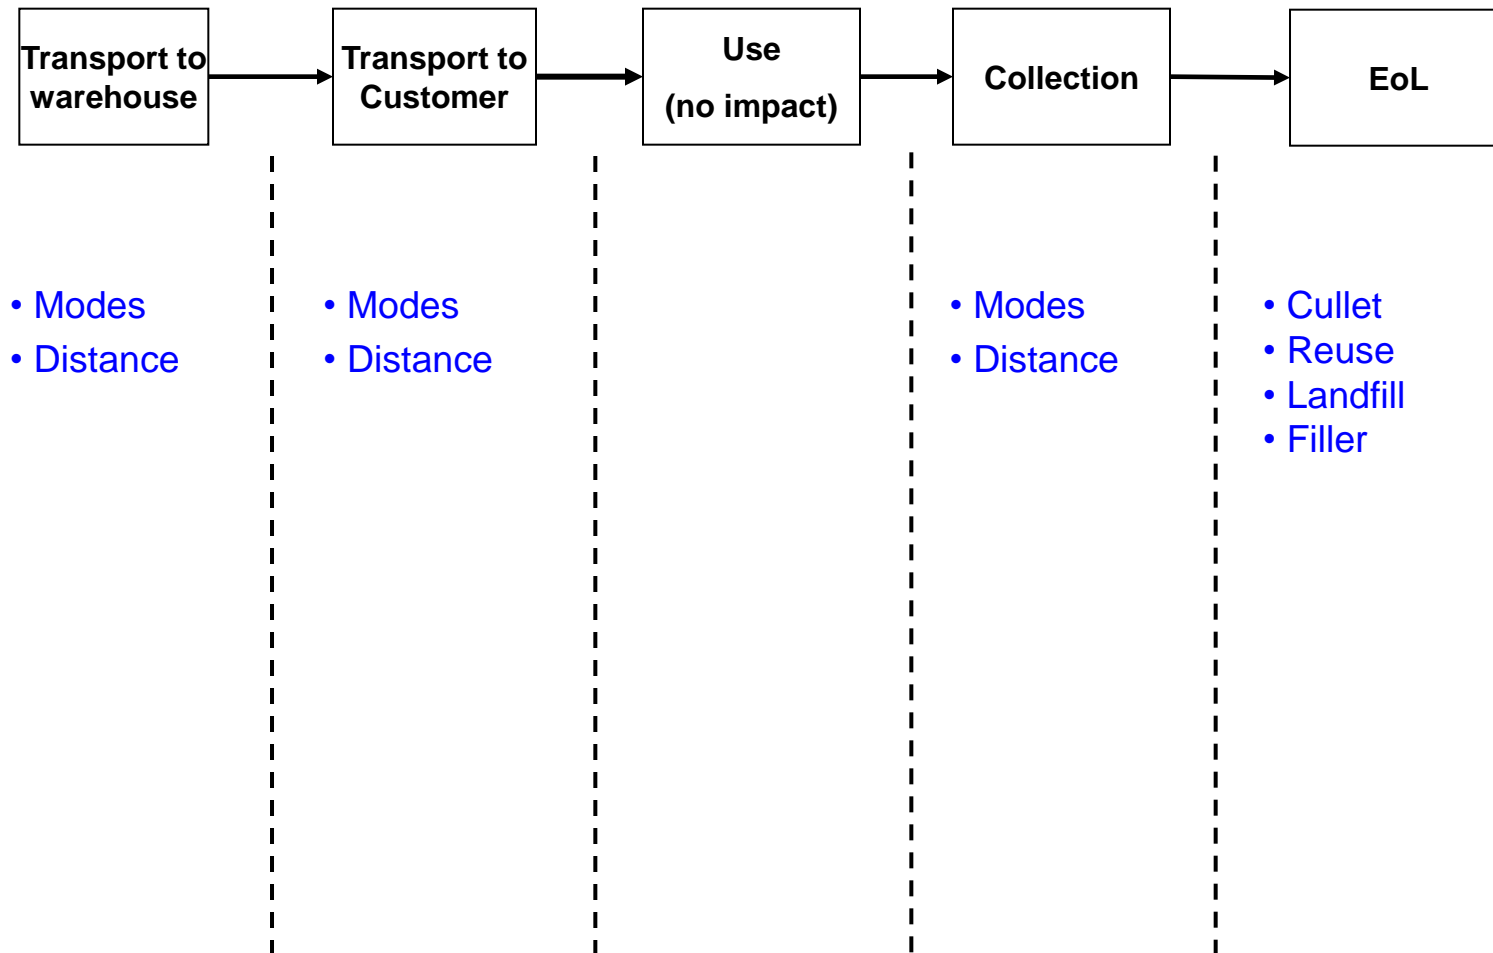 Transport to
warehouse
Transport to
Customer
Use
(no impact)
Collection
EoL
• Modes
• Distance
• Modes
• Distance
• Modes
• Distance
• Cullet
• Reuse
• Landfill
• Filler